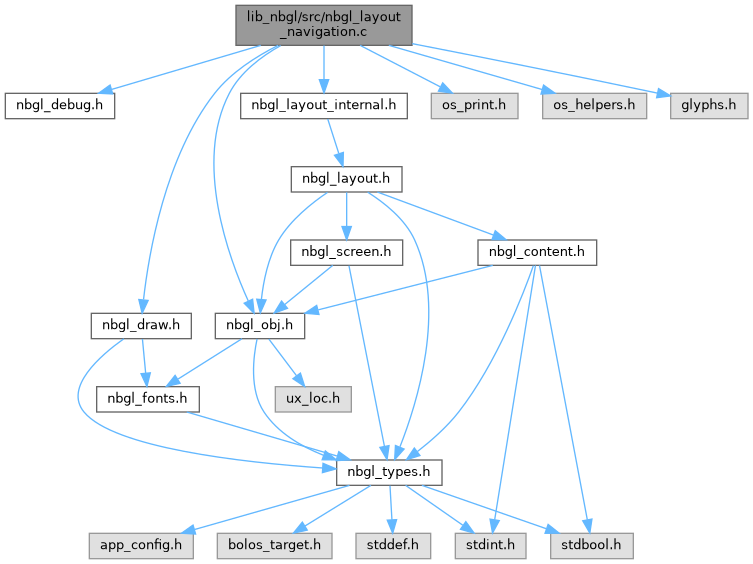 lib_nbgl/src/nbgl_layout
_navigation.c
nbgl_debug.h
nbgl_layout_internal.h
os_print.h
os_helpers.h
glyphs.h
nbgl_layout.h
nbgl_screen.h
nbgl_content.h
nbgl_draw.h
nbgl_obj.h
nbgl_fonts.h
ux_loc.h
nbgl_types.h
app_config.h
bolos_target.h
stddef.h
stdint.h
stdbool.h